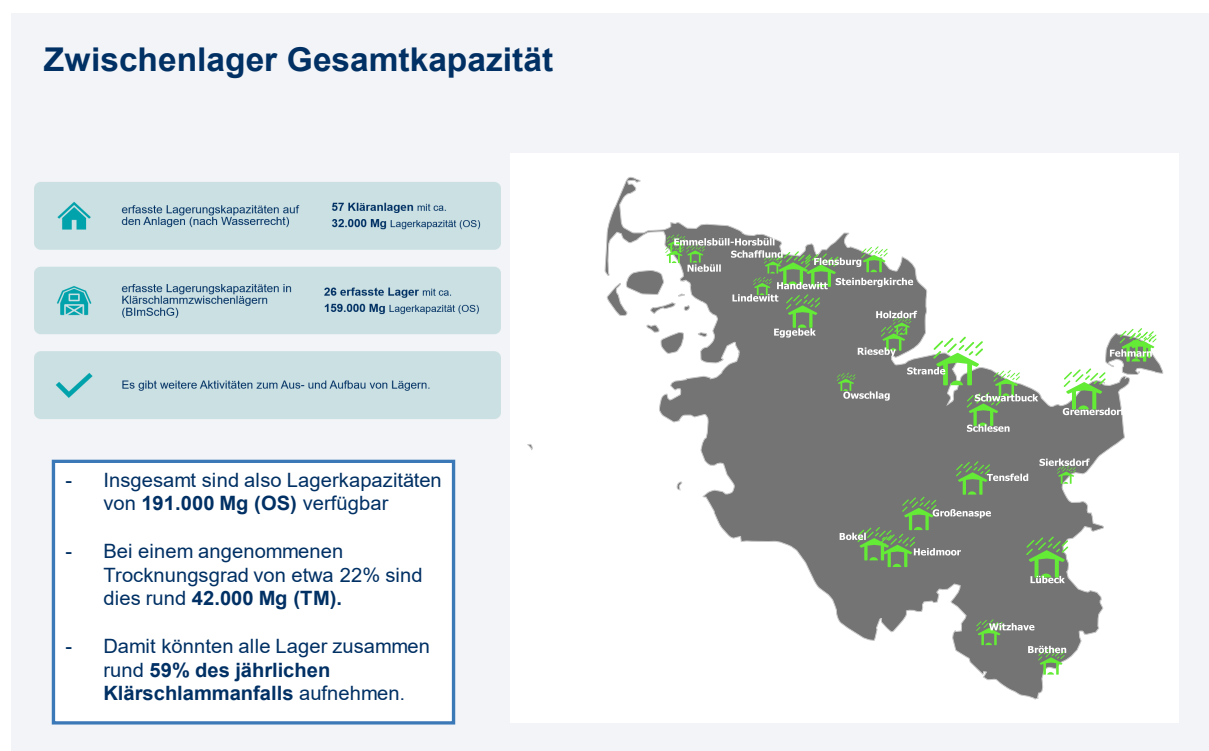 Zwischenlager Gesamtkapazität
erfasste Lagerungskapazitäten auf
den Anlagen (nach Wasserrecht)
57 Kläranlagen mit ca.
32.000 Mg Lagerkapazität (OS)
erfasste Lagerungskapazitäten in
Klärschlammzwischenlägern
(BImSchG)
26 erfasste Lager mit ca.
159.000 Mg Lagerkapazität (OS)
Es gibt weitere Aktivitäten zum Aus- und Aufbau von Lägern.
- Insgesamt sind also Lagerkapazitäten
von 191.000 Mg (OS) verfügbar
- Bei einem angenommenen
Trocknungsgrad von etwa 22% sind
dies rund 42.000 Mg (TM).
- Damit könnten alle Lager zusammen
rund 59% des jährlichen
Klärschlammanfalls aufnehmen.
Emmelsbüll-Horsbüll
Schafflund
Flensburg
Niebüll
Handewitt
Steinbergkirche
Lindewitt
Holzdorf
Eggebek
Rieseby
Fehmarn
Strande
Owschlag
Schwartbuck
Gremersdorf
Schlesen
Sierksdorf
Tensfeld
Großenaspe
Bokel
Heidmoor
Lübeck
Witzhave
Bröthen